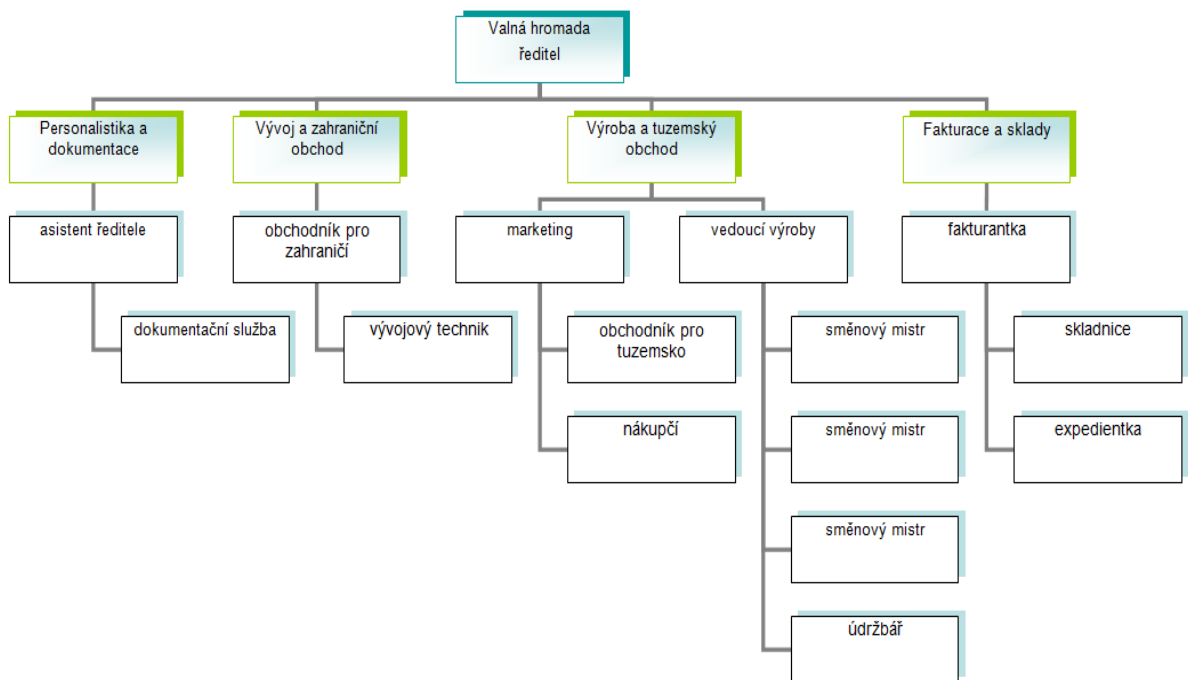 Valná hromada
ředitel
Personalistika a
dokumentace
Vývoj a zahraniční
obchod
Výroba a tuzemský
obchod
Fakturace a sklady
asistent ředitele
obchodník pro
zahraničí
marketing
vedoucí výroby
fakturantka
dokumentační služba
vývojový technik
obchodník pro
tuzemsko
směnový mistr
skladnice
nákupčí
směnový mistr
expedientka
směnový mistr
údržbář